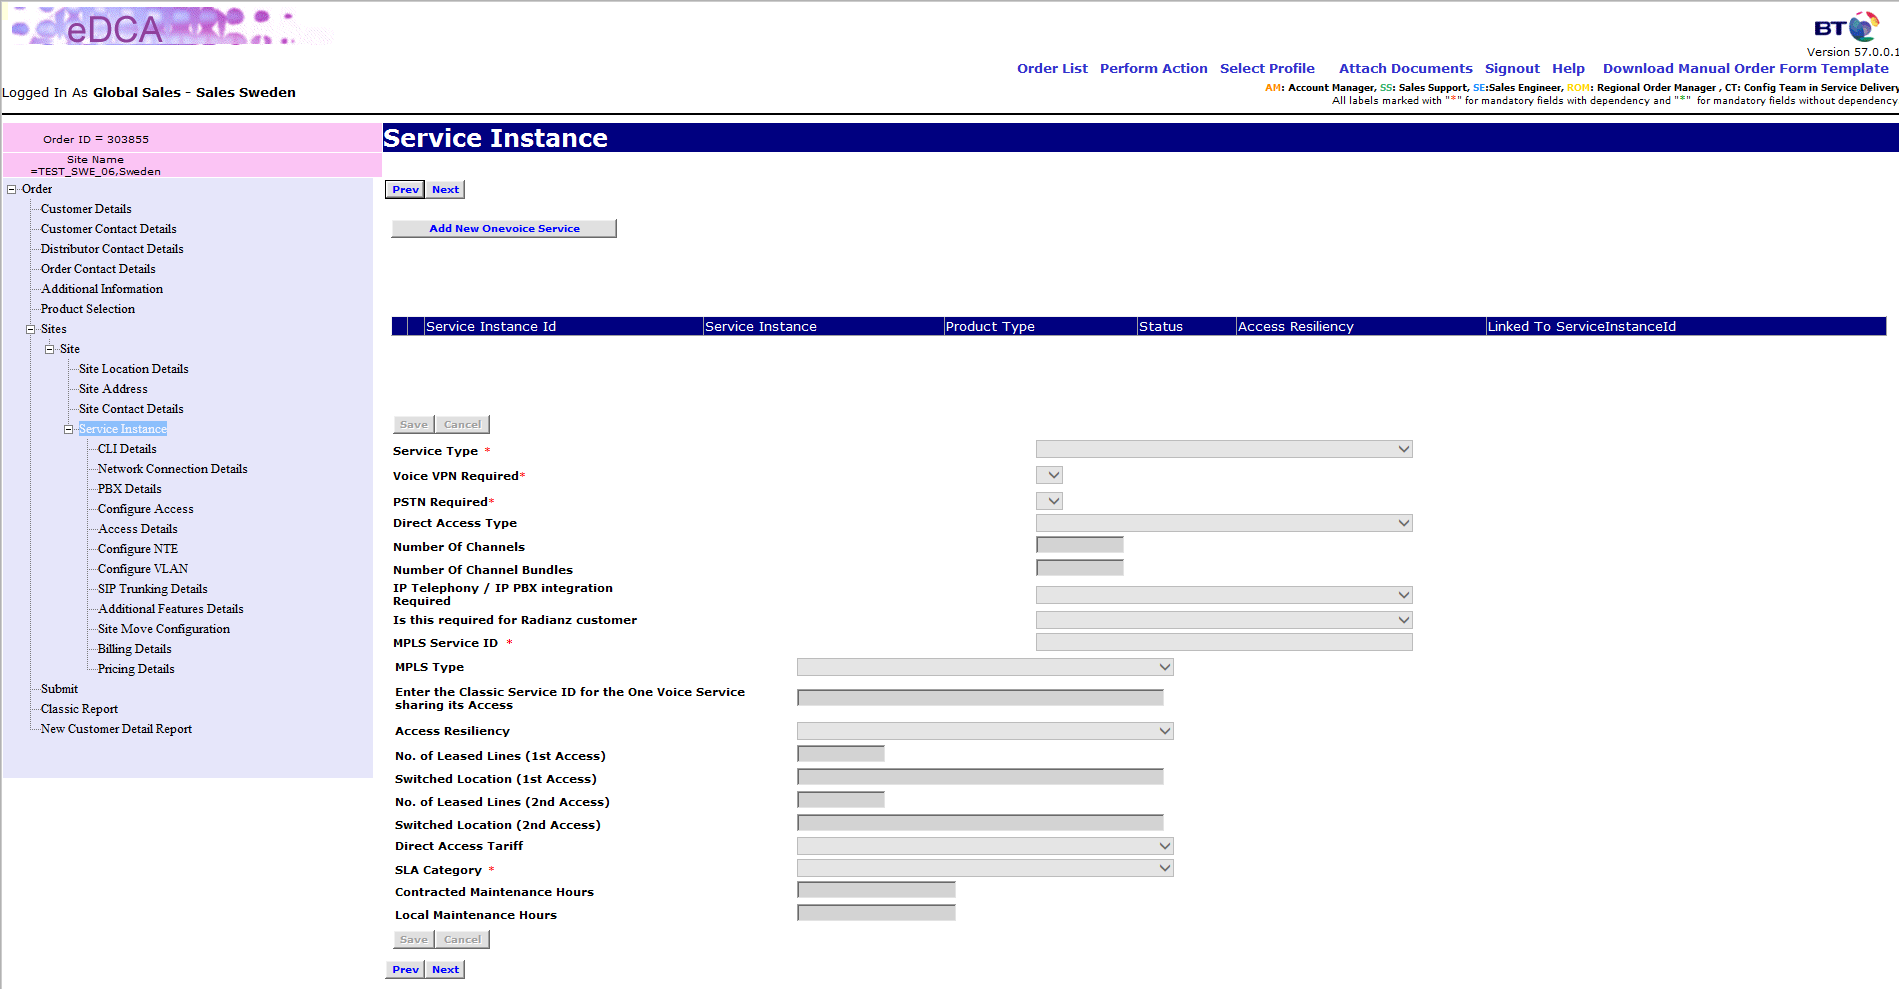 eDCA
BT
Version 57.0.0.1
Order List Perform Action Select Profile Attach Documents Signout Help Download Manual Order Form Template
Logged In As Global Sales - Sales Sweden
AM: Account Manager, SS: Sales Support, SE:Sales Engineer, ROM: Regional Order Manager , CT: Config Team in Service Delivery
All labels marked with "*" for mandatory fields with dependency and "*" for mandatory fields without dependency
Order ID = 303855
Site Name
=TEST_SWE_06,Sweden
Order
Customer Details
Customer Contact Details
Distributor Contact Details
Order Contact Details
Additional Information
Product Selection
Sites
Site
Site Location Details
Site Address
Site Contact Details
Service Instance
CLI Details
Network Connection Details
PBX Details
Configure Access
Access Details
Configure NTE
Configure VLAN
SIP Trunking Details
Additional Features Details
Site Move Configuration
Billing Details
Pricing Details
Submit
Classic Report
New Customer Detail Report
Service Instance
Prev Next
Add New Onevoice Service
Service Instance Id Service Instance Product Type Status Access Resiliency Linked To ServiceInstanceId
Save Cancel
Service Type *
Voice VPN Required*
PSTN Required*
Direct Access Type
Number Of Channels
Number Of Channel Bundles
IP Telephony / IP PBX integration
Required
Is this required for Radianz customer
MPLS Service ID *
MPLS Type
Enter the Classic Service ID for the One Voice Service
sharing its Access
Access Resiliency
No. of Leased Lines (1st Access)
Switched Location (1st Access)
No. of Leased Lines (2nd Access)
Switched Location (2nd Access)
Direct Access Tariff
SLA Category *
Contracted Maintenance Hours
Local Maintenance Hours
Save Cancel
Prev Next